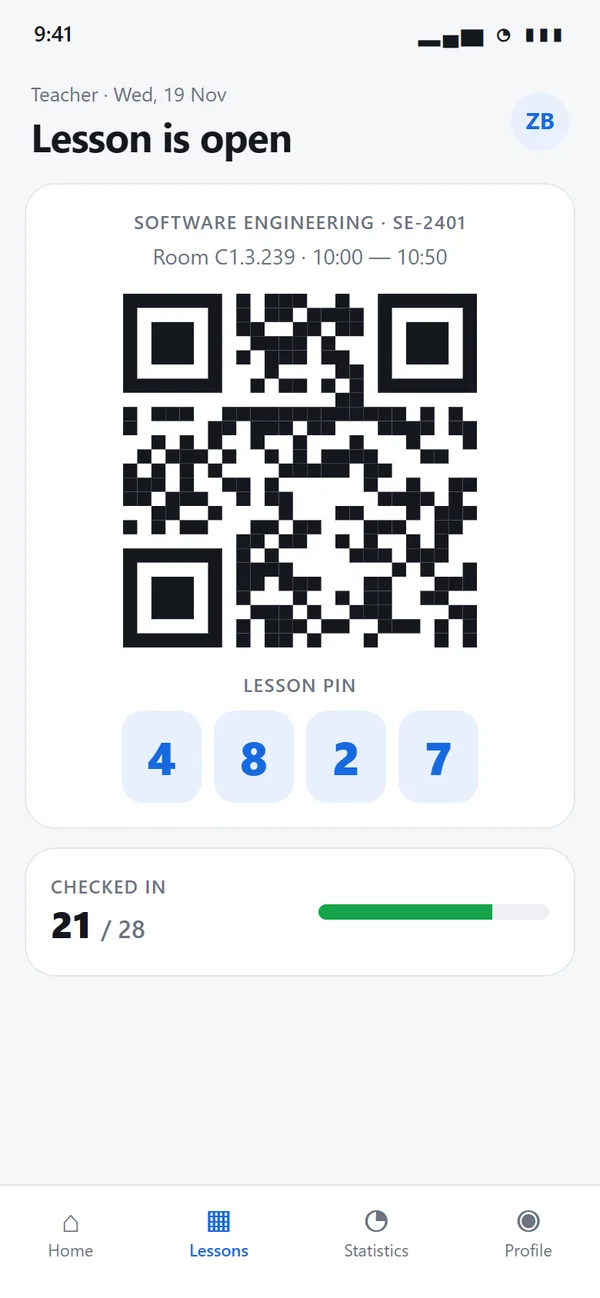 9:41
Teacher · Wed, 19 Nov
Lesson is open
ZB
SOFTWARE ENGINEERING · SE-2401
Room C1.3.239 · 10:00 — 10:50
LESSON PIN
4 8 2 7
CHECKED IN
21 / 28
Home Lessons Statistics Profile